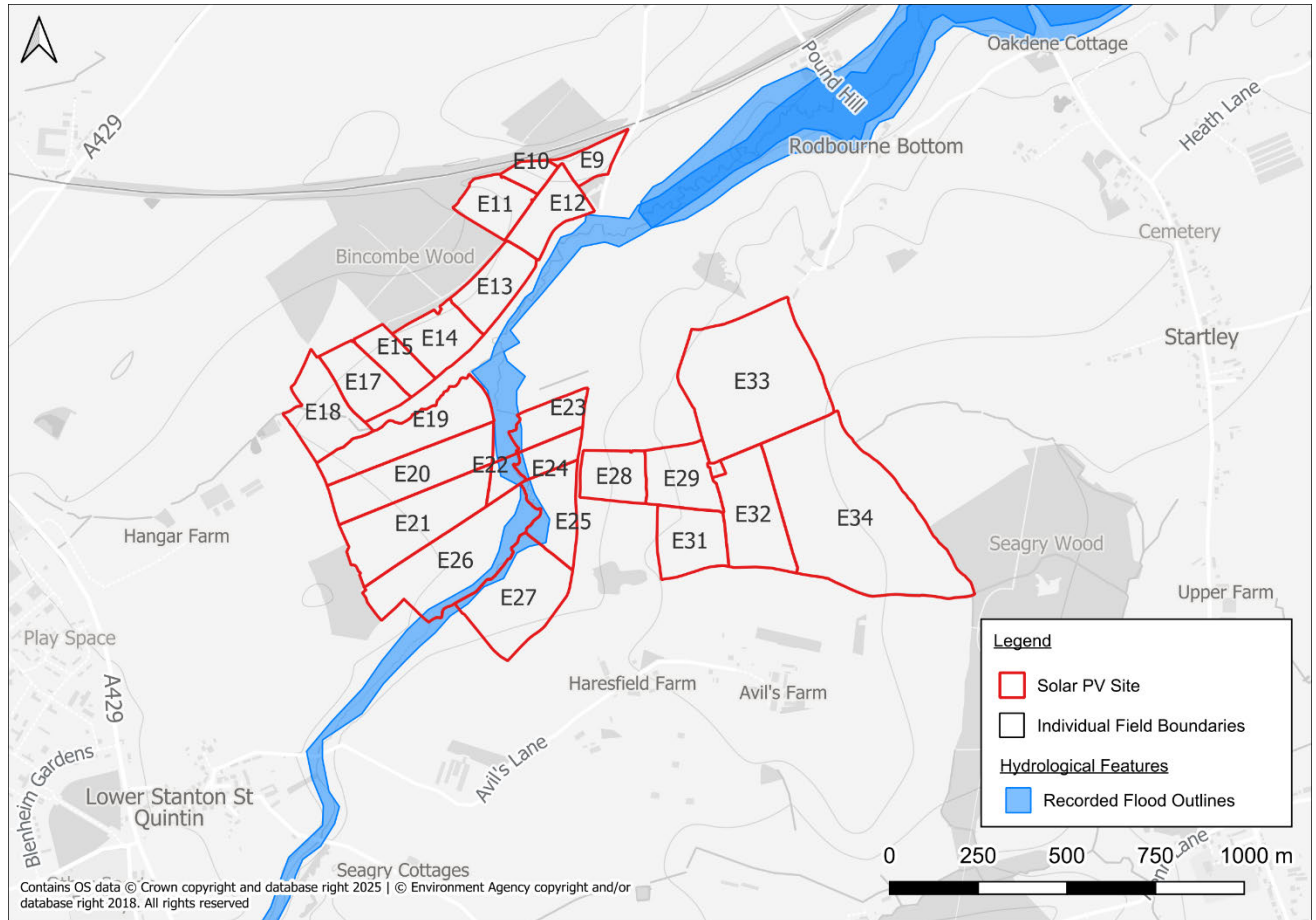 Oakdene Cottage
Pound Hill
A429
Heath Lane
Rodbourne Bottom
E10
E9
E11
E12
Cemetery
Bincombe Wood
E13
Startley
E14
E15
E17
E33
E18
E19
E23
E20
E22
E24
E28
E29
E21
E25
E32
E34
Hangar Farm
E31
Seagry Wood
E26
E27
Upper Farm
Play Space
A429
Haresfield Farm
Avil's Farm
Legend
Solar PV Site
Individual Field Boundaries
Hydrological Features
Recorded Flood Outlines
Avil's Lane
Blenheim Gardens
Lower Stanton St
Quintin
Seagry Cottages
0 250 500 750 1000 m
Contains OS data © Crown copyright and database right 2025 | © Environment Agency copyright and/or
database right 2018. All rights reserved